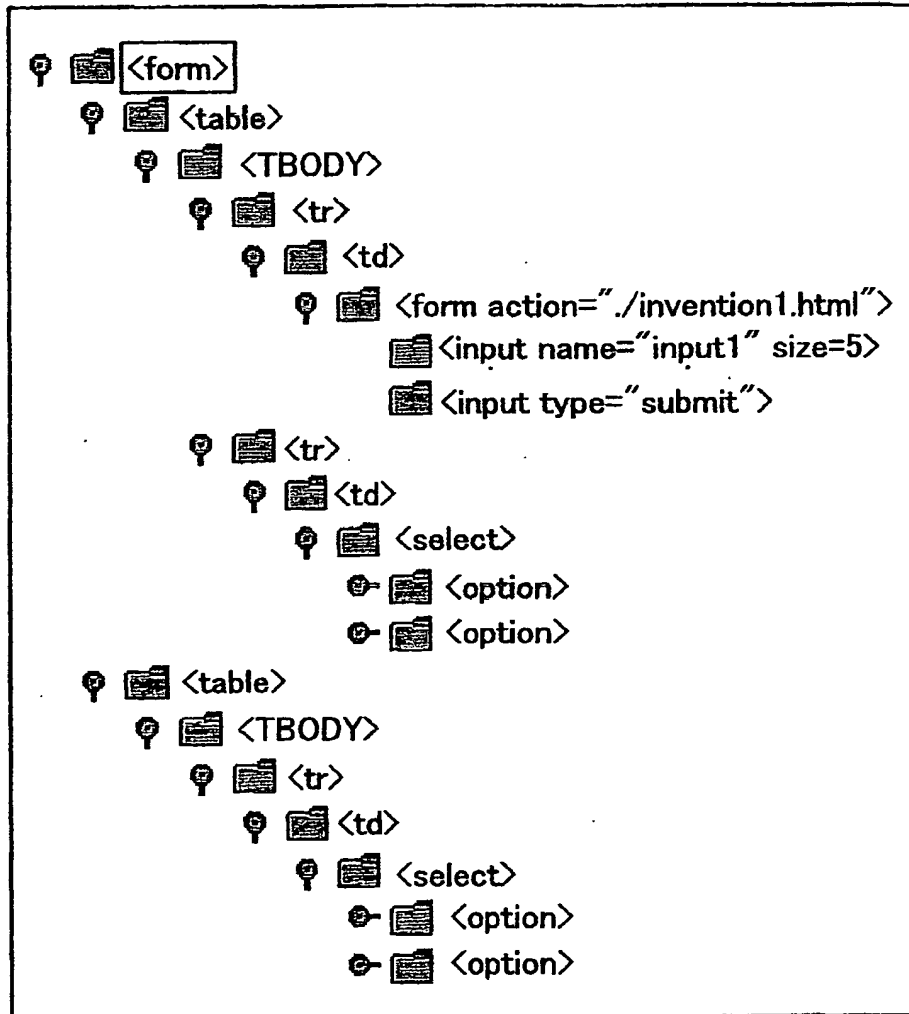 <form>
<table>
<TBODY>
<tr>
<td>
<form action="./invention1.html">
<input name="input1" size=5>
<input type="submit">
<tr>
<td>
<select>
<option>
<option>
<table>
<TBODY>
<tr>
<td>
<select>
<option>
<option>